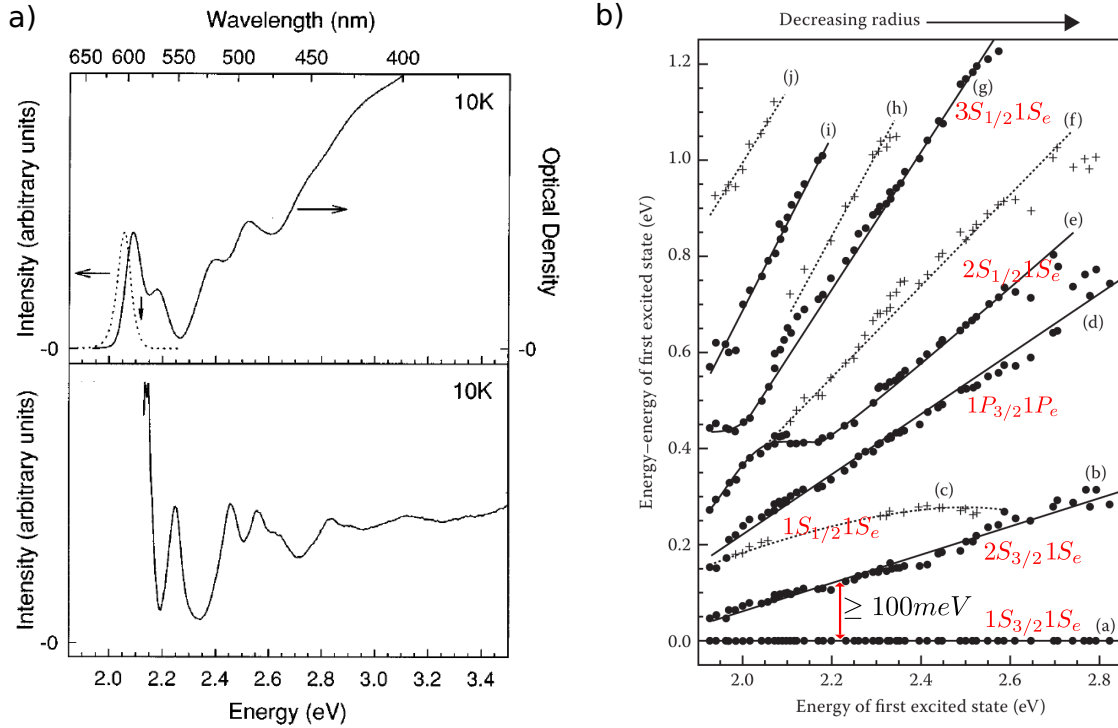 a)
Wavelength (nm)
650 600 550 500 450 400
10K
Intensity (arbitrary units)
Optical Density
-0
-0
10K
Intensity (arbitrary units)
-0
2.0 2.2 2.4 2.6 2.8 3.0 3.2 3.4
Energy (eV)
b)
Decreasing radius
1.2
1.0
0.8
0.6
0.4
0.2
0.0
Energy–energy of first excited state (eV)
(j)
(i)
(h)
(g)
3S1/21Se
(f)
(e)
2S1/21Se
(d)
1P3/21Pe
(c)
1S1/21Se
(b)
2S3/21Se
≥ 100meV
1S3/21Se
(a)
2.0 2.2 2.4 2.6 2.8
Energy of first excited state (eV)